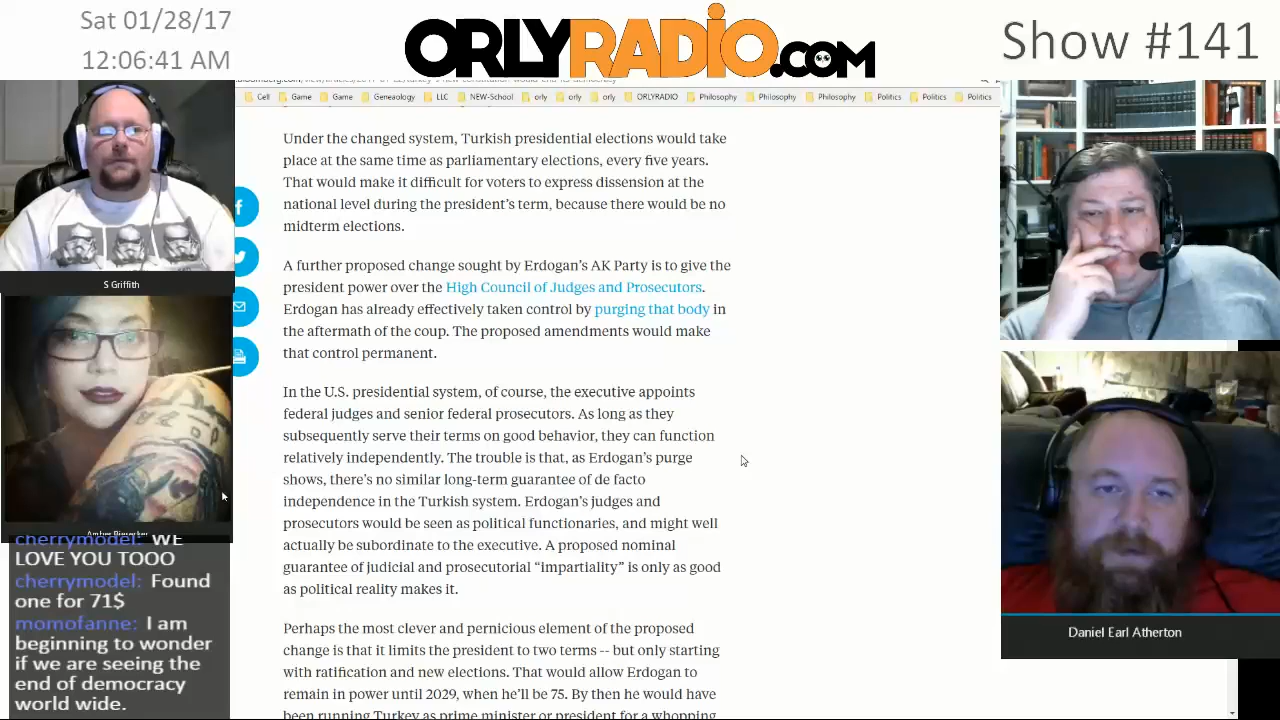 Sat 01/28/17
12:06:41 AM
ORLYRADIO.COM
Show #141
Cell Game Game Geneaology LLC NEW-School orly orly orly ORLYRADIO Philosophy Philosophy Philosophy Politics Politics Politics
Under the changed system, Turkish presidential elections would take
place at the same time as parliamentary elections, every five years.
That would make it difficult for voters to express dissension at the
national level during the president’s term, because there would be no
midterm elections.
A further proposed change sought by Erdogan’s AK Party is to give the
president power over the High Council of Judges and Prosecutors.
Erdogan has already effectively taken control by purging that body in
the aftermath of the coup. The proposed amendments would make
that control permanent.
In the U.S. presidential system, of course, the executive appoints
federal judges and senior federal prosecutors. As long as they
subsequently serve their terms on good behavior, they can function
relatively independently. The trouble is that, as Erdogan’s purge
shows, there’s no similar long-term guarantee of de facto
independence in the Turkish system. Erdogan’s judges and
prosecutors would be seen as political functionaries, and might well
actually be subordinate to the executive. A proposed nominal
guarantee of judicial and prosecutorial “impartiality” is only as good
as political reality makes it.
Perhaps the most clever and pernicious element of the proposed
change is that it limits the president to two terms -- but only starting
with ratification and new elections. That would allow Erdogan to
remain in power until 2029, when he’ll be 75. By then he would have
been running Turkey as prime minister or president for a whopping
S Griffith
cherrymodel: WE
LOVE YOU TOOO
cherrymodel: Found
one for 71$
momofanne: I am
beginning to wonder
if we are seeing the
end of democracy
world wide.
Daniel Earl Atherton